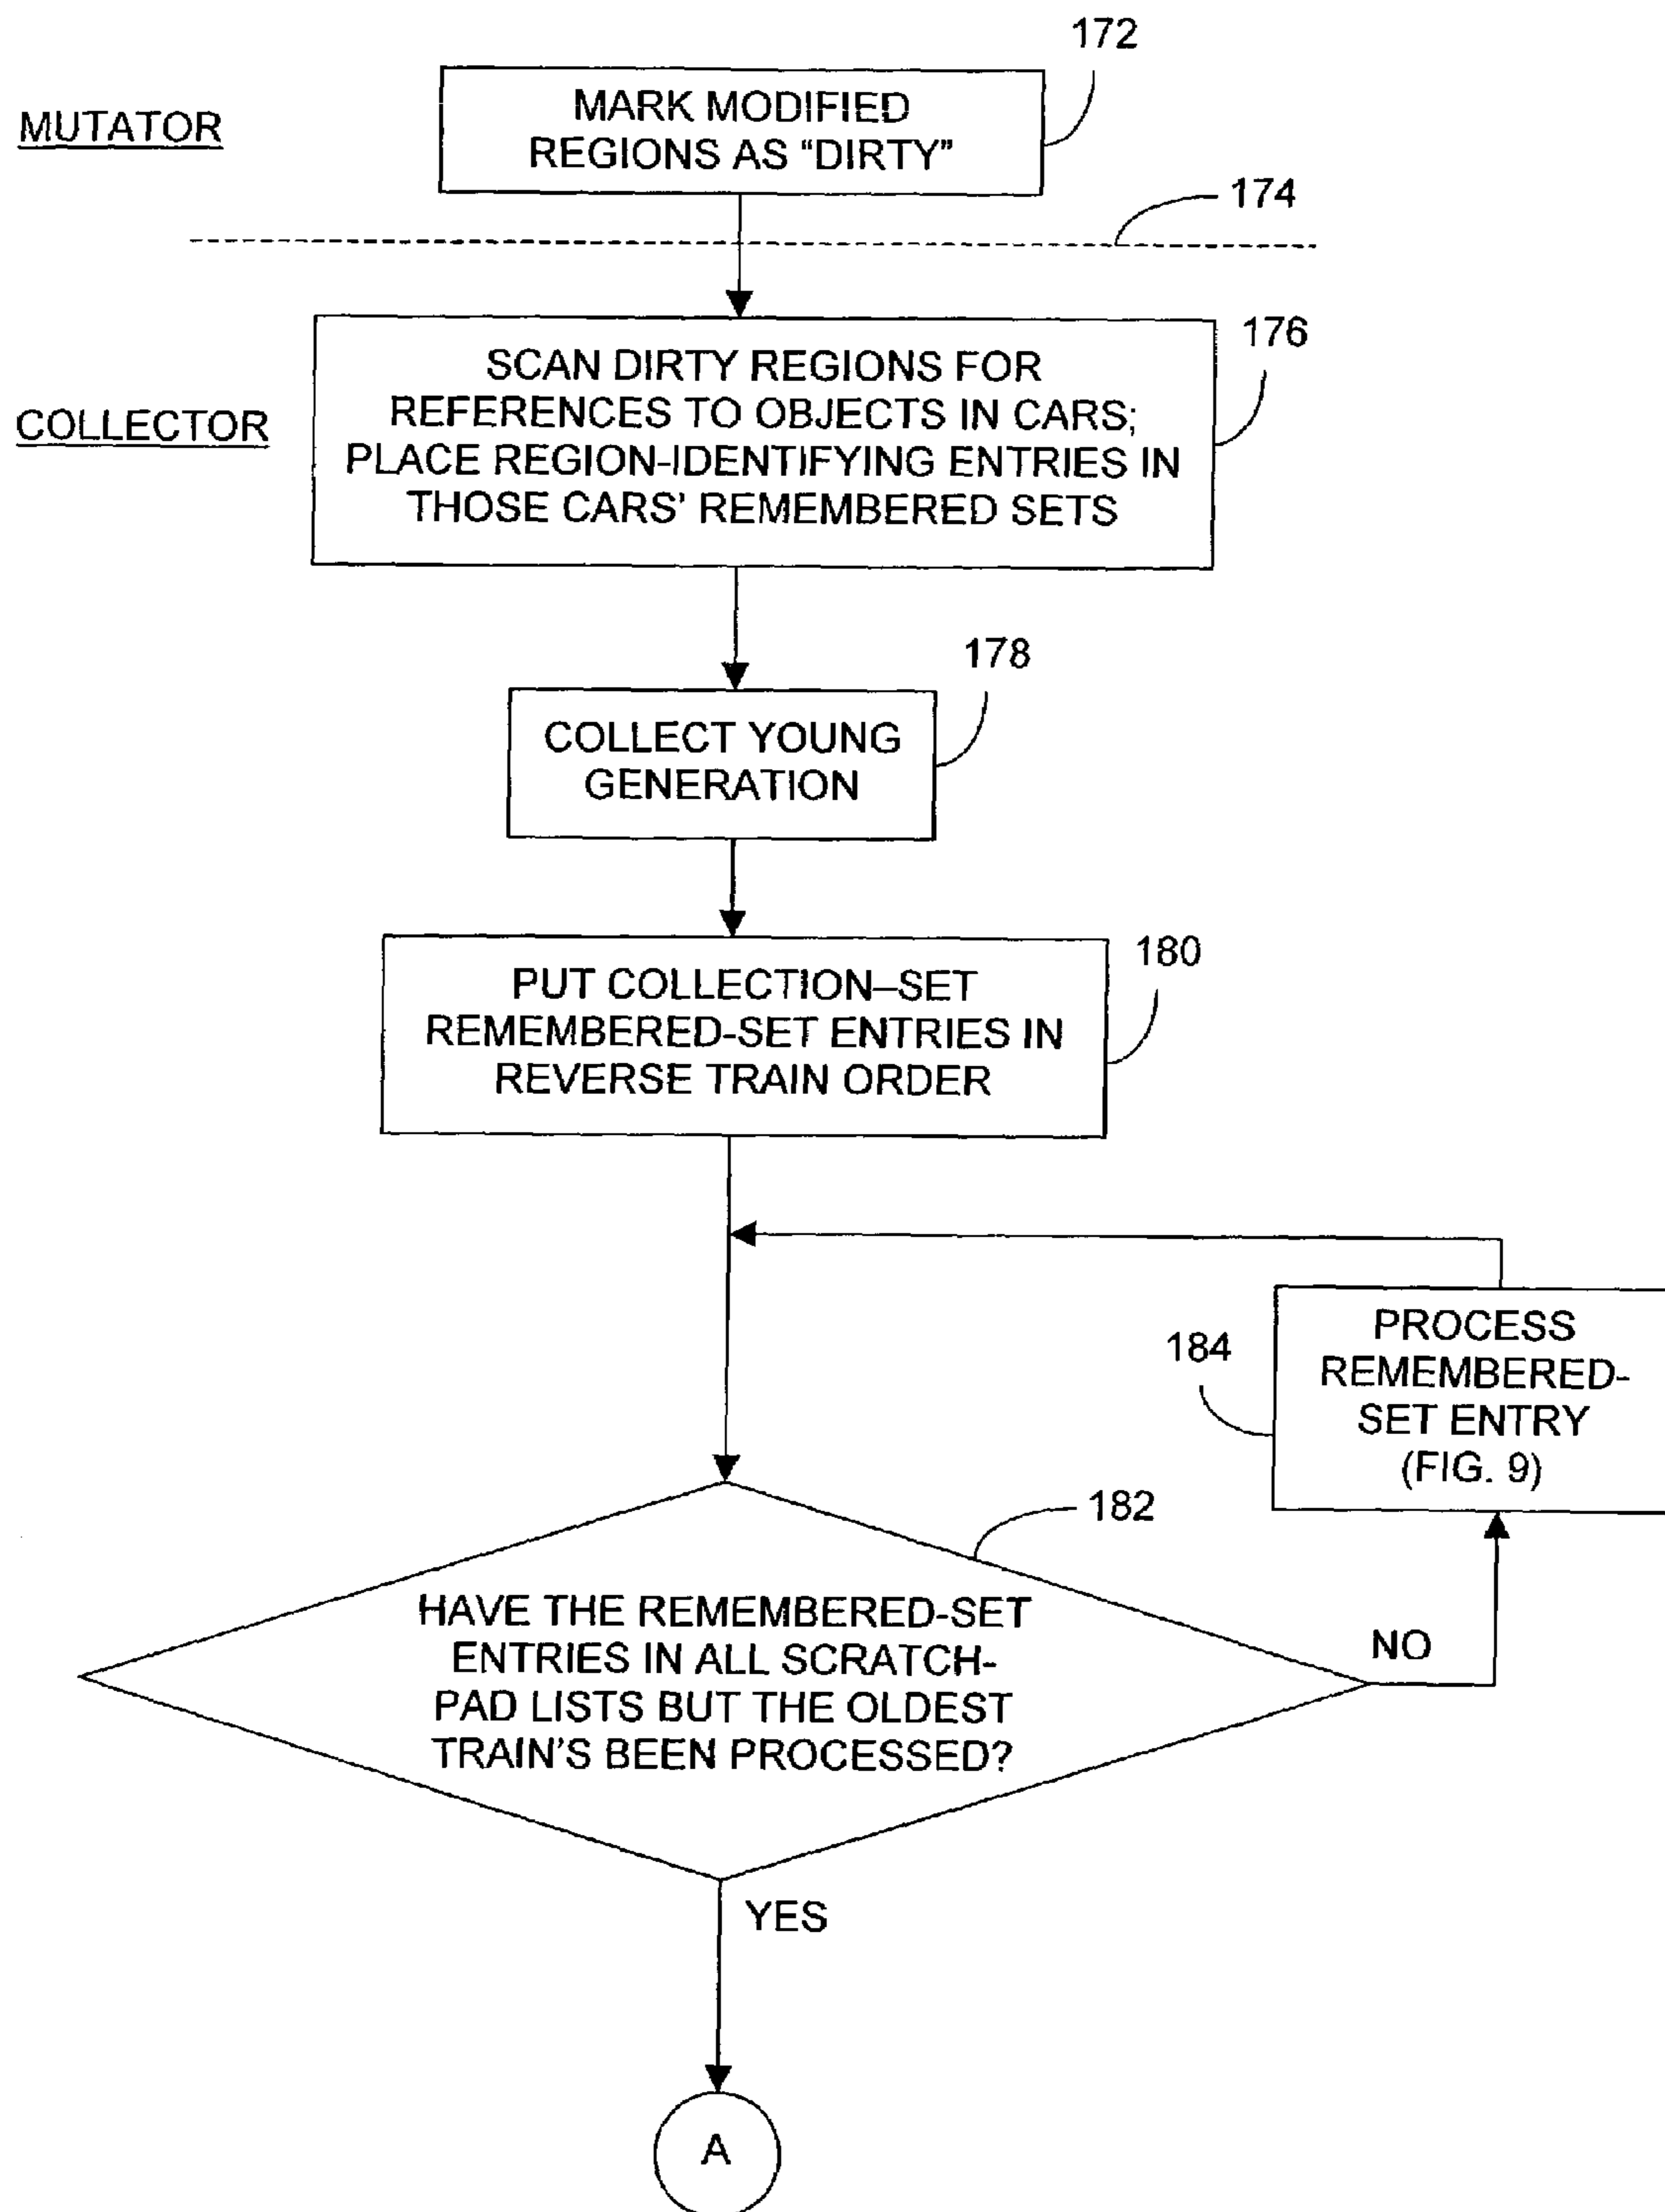 172
MUTATOR
MARK MODIFIED
REGIONS AS “DIRTY”
174
176
COLLECTOR
SCAN DIRTY REGIONS FOR
REFERENCES TO OBJECTS IN CARS;
PLACE REGION-IDENTIFYING ENTRIES IN
THOSE CARS’ REMEMBERED SETS
178
COLLECT YOUNG
GENERATION
180
PUT COLLECTION–SET
REMEMBERED-SET ENTRIES IN
REVERSE TRAIN ORDER
184
PROCESS
REMEMBERED-
SET ENTRY
(FIG. 9)
182
HAVE THE REMEMBERED-SET
ENTRIES IN ALL SCRATCH-
PAD LISTS BUT THE OLDEST
TRAIN’S BEEN PROCESSED?
NO
YES
A